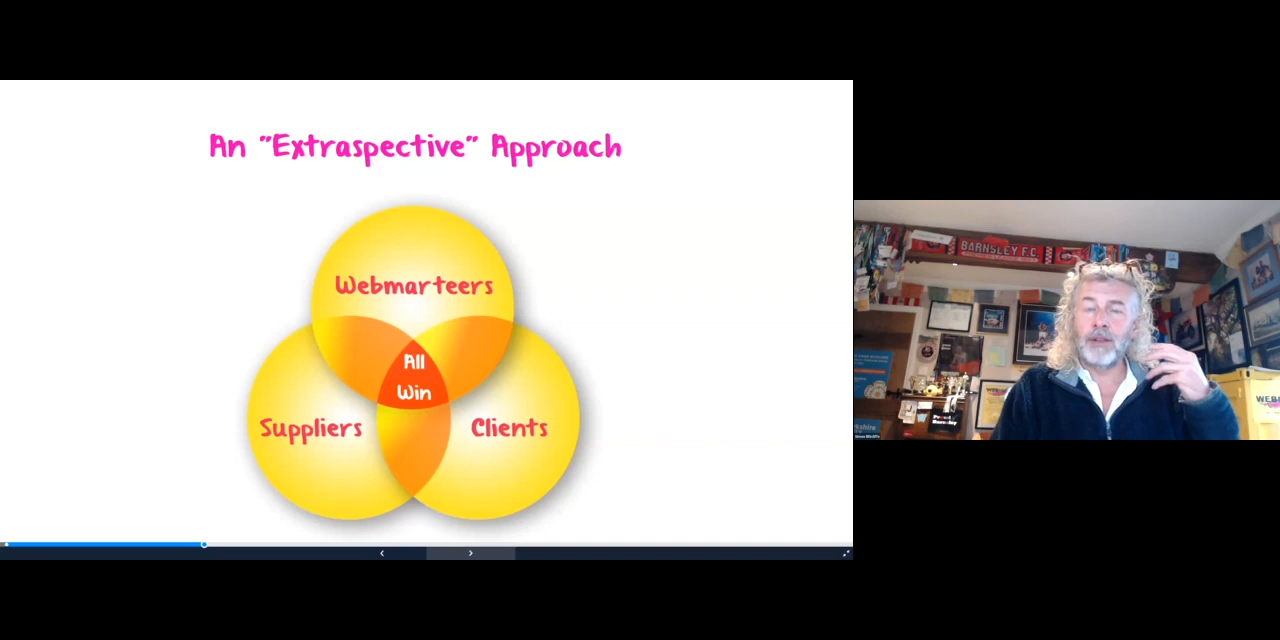 An "Extraspective" Approach
Webmarteers
All
Win
Suppliers
Clients
BARNSLEY F.C.